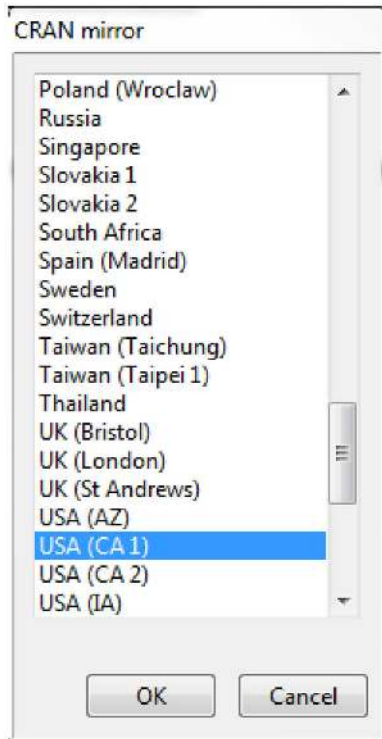 CRAN mirror
Poland (Wroclaw)
Russia
Singapore
Slovakia 1
Slovakia 2
South Africa
Spain (Madrid)
Sweden
Switzerland
Taiwan (Taichung)
Taiwan (Taipei 1)
Thailand
UK (Bristol)
UK (London)
UK (St Andrews)
USA (AZ)
USA (CA 1)
USA (CA 2)
USA (IA)
OK Cancel